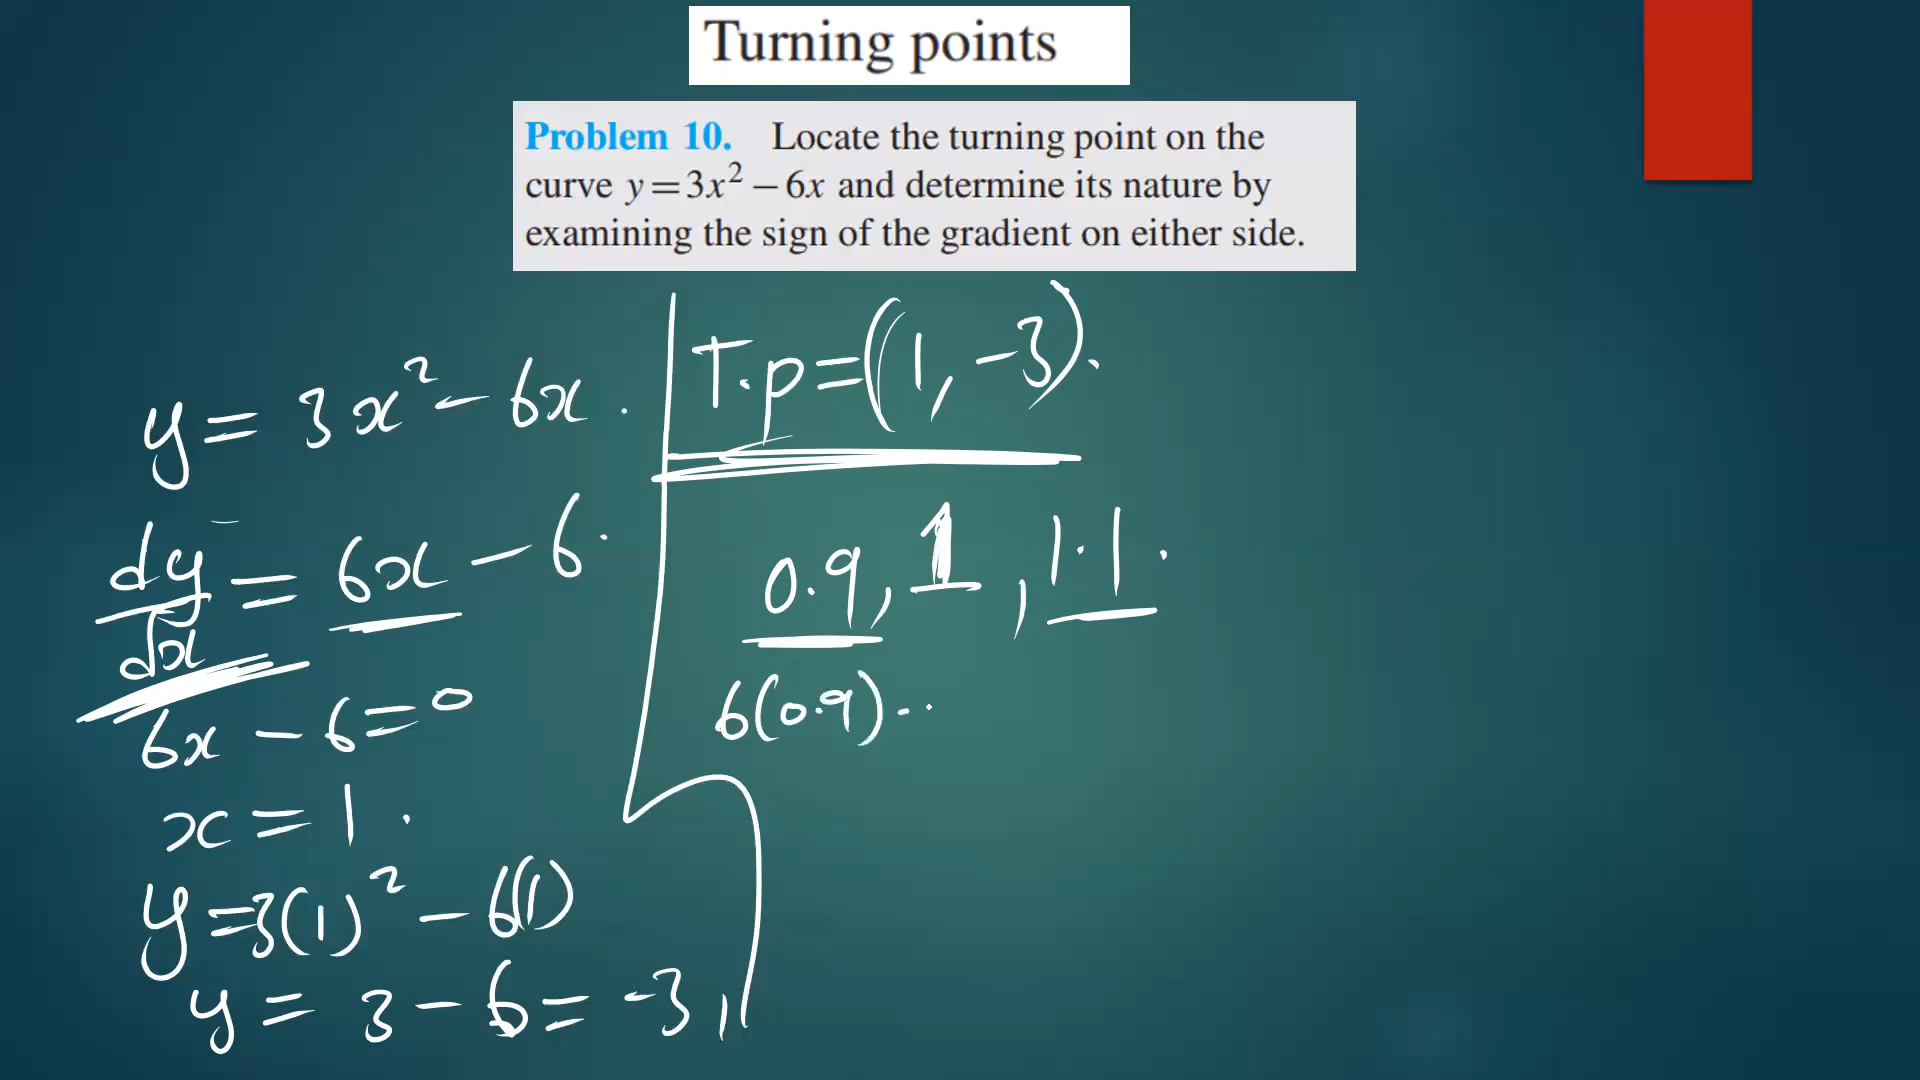 Turning points
Problem 10. Locate the turning point on the
curve y=3x² – 6x and determine its nature by
examining the sign of the gradient on either side.
y = 3x² – 6x.
dy/dx = 6x – 6.
6x – 6 = 0
x = 1.
y = 3(1)² – 6(1)
y = 3 – 6 = -3,
T.p = (1, -3).
0.9, 1, 1.1.
6(0.9) -